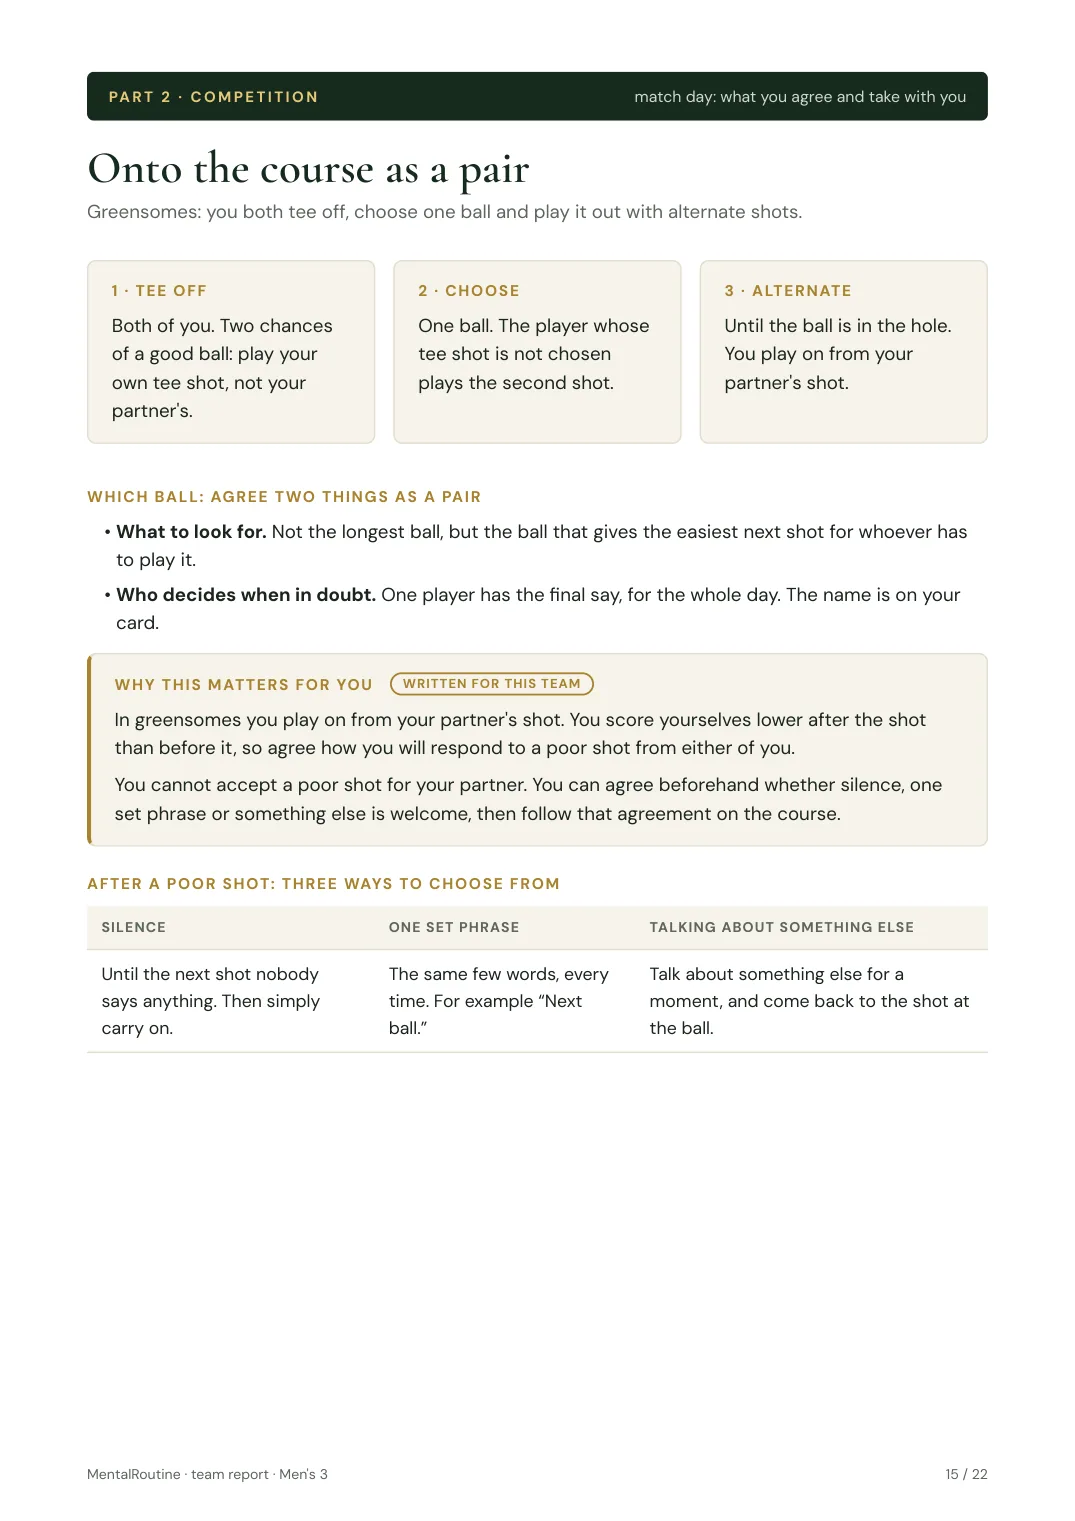 PART 2 · COMPETITION
match day: what you agree and take with you
Onto the course as a pair
Greensomes: you both tee off, choose one ball and play it out with alternate shots.
1 · TEE OFF
Both of you. Two chances
of a good ball: play your
own tee shot, not your
partner's.
2 · CHOOSE
One ball. The player whose
tee shot is not chosen
plays the second shot.
3 · ALTERNATE
Until the ball is in the hole.
You play on from your
partner's shot.
WHICH BALL: AGREE TWO THINGS AS A PAIR
• What to look for. Not the longest ball, but the ball that gives the easiest next shot for whoever has
to play it.
• Who decides when in doubt. One player has the final say, for the whole day. The name is on your
card.
WHY THIS MATTERS FOR YOU WRITTEN FOR THIS TEAM
In greensomes you play on from your partner's shot. You score yourselves lower after the shot
than before it, so agree how you will respond to a poor shot from either of you.
You cannot accept a poor shot for your partner. You can agree beforehand whether silence, one
set phrase or something else is welcome, then follow that agreement on the course.
AFTER A POOR SHOT: THREE WAYS TO CHOOSE FROM
SILENCE
Until the next shot nobody
says anything. Then simply
carry on.
ONE SET PHRASE
The same few words, every
time. For example “Next
ball.”
TALKING ABOUT SOMETHING ELSE
Talk about something else for a
moment, and come back to the shot at
the ball.
MentalRoutine · team report · Men's 3
15 / 22